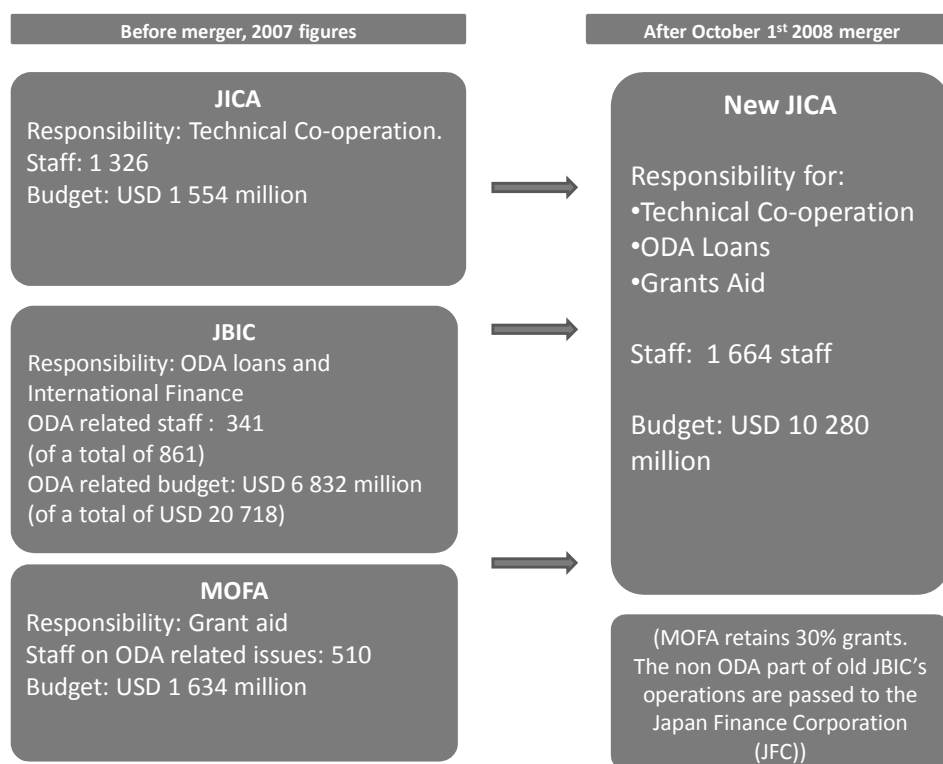 Before merger, 2007 figures
After October 1st 2008 merger
JICA
Responsibility: Technical Co-operation.
Staff: 1 326
Budget: USD 1 554 million
JBIC
Responsibility: ODA loans and
International Finance
ODA related staff : 341
(of a total of 861)
ODA related budget: USD 6 832 million
(of a total of USD 20 718)
MOFA
Responsibility: Grant aid
Staff on ODA related issues: 510
Budget: USD 1 634 million
New JICA
Responsibility for:
•Technical Co-operation
•ODA Loans
•Grants Aid
Staff: 1 664 staff
Budget: USD 10 280
million
(MOFA retains 30% grants.
The non ODA part of old JBIC's
operations are passed to the
Japan Finance Corporation
(JFC))